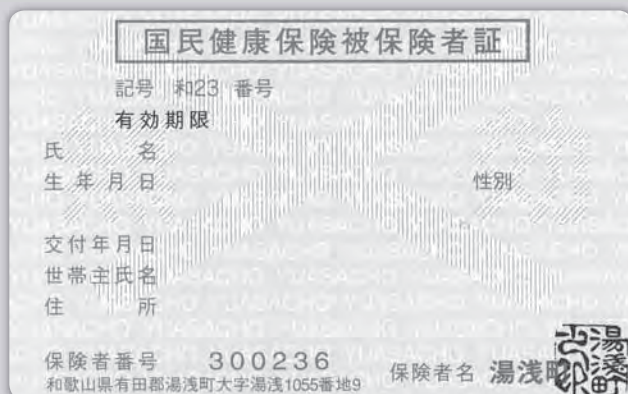 国民健康保険被保険者証
記号 和23 番号
有効期限
氏名
生年月日 性別
交付年月日
世帯主氏名
住所
保険者番号 300236
和歌山県有田郡湯浅町大字湯浅1055番地9
保険者名 湯浅町